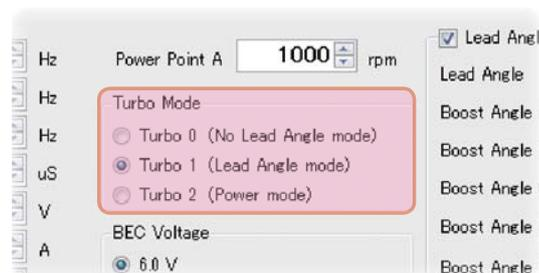 Hz
Power Point A 1000 rpm
Lead Angl
Lead Angle
Hz
Turbo Mode
Boost Angle
Hz
Turbo 0 (No Lead Angle mode)
Boost Angle
uS
Turbo 1 (Lead Angle mode)
Boost Angle
V
Turbo 2 (Power mode)
BEC Voltage
Boost Angle
A
6.0 V
Boost Angle